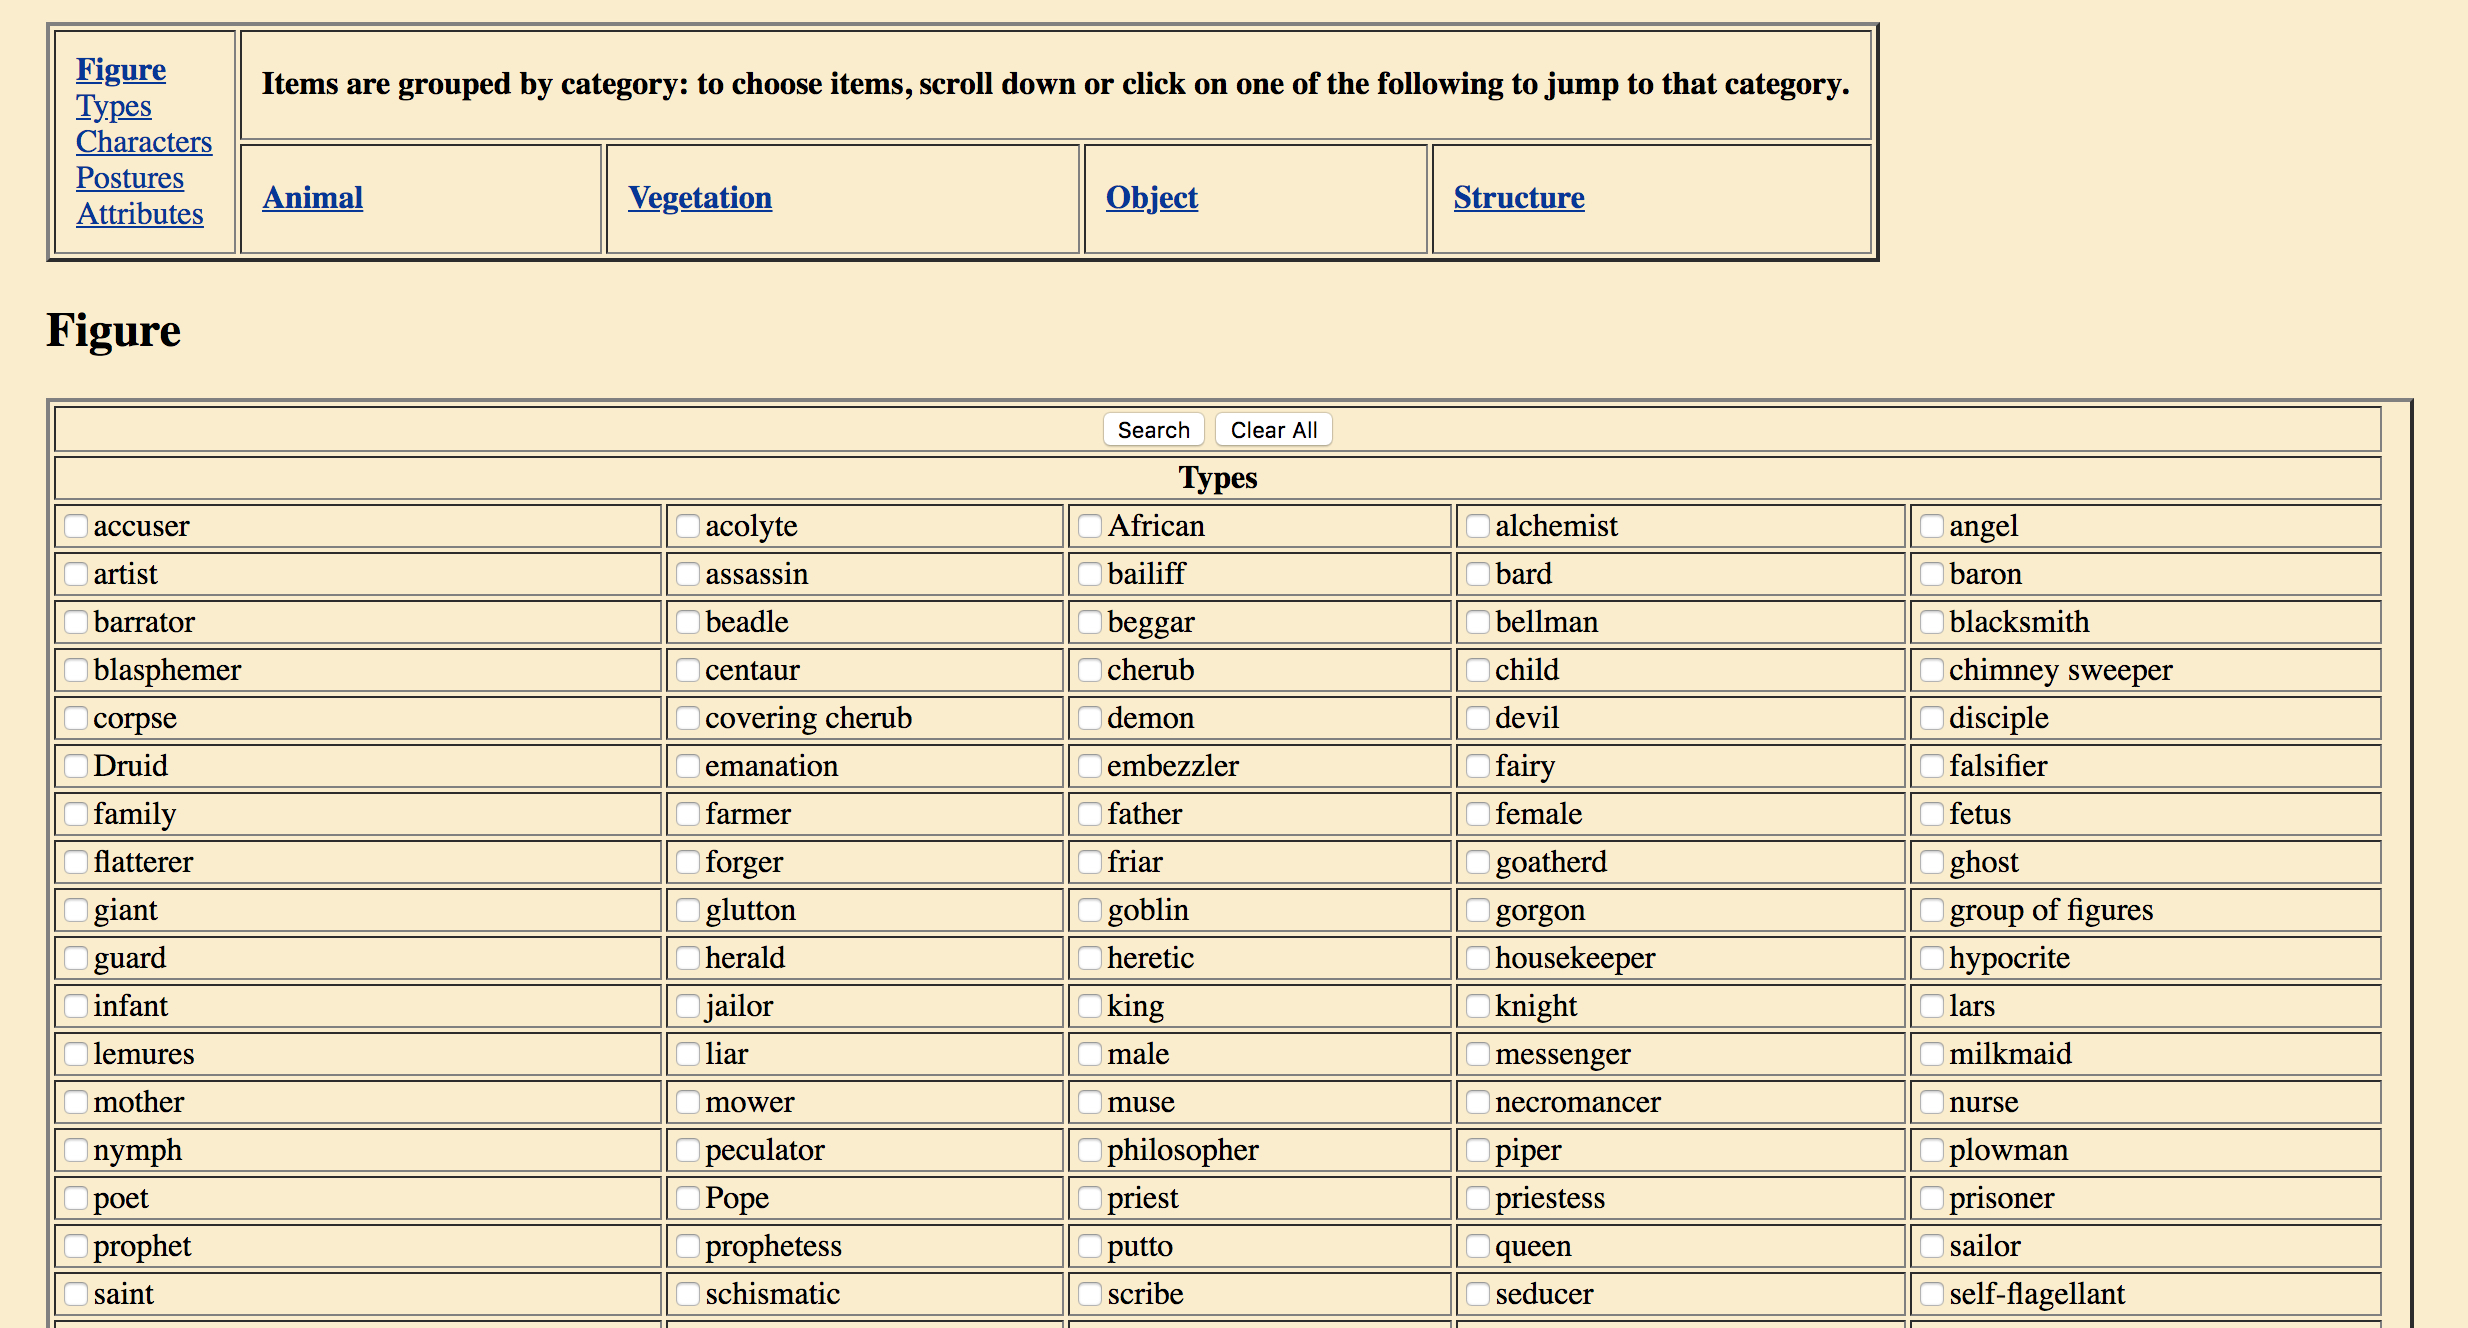 Figure
Types
Characters
Postures
Attributes
Items are grouped by category: to choose items, scroll down or click on one of the following to jump to that category.
Animal Vegetation Object Structure
Figure
Search Clear All
Types
accuser acolyte African alchemist angel
artist assassin bailiff bard baron
barrator beadle beggar bellman blacksmith
blasphemer centaur cherub child chimney sweeper
corpse covering cherub demon devil disciple
Druid emanation embezzler fairy falsifier
family farmer father female fetus
flatterer forger friar goatherd ghost
giant glutton goblin gorgon group of figures
guard herald heretic housekeeper hypocrite
infant jailor king knight lars
lemures liar male messenger milkmaid
mother mower muse necromancer nurse
nymph peculator philosopher piper plowman
poet Pope priest priestess prisoner
prophet prophetess putto queen sailor
saint schismatic scribe seducer self-flagellant